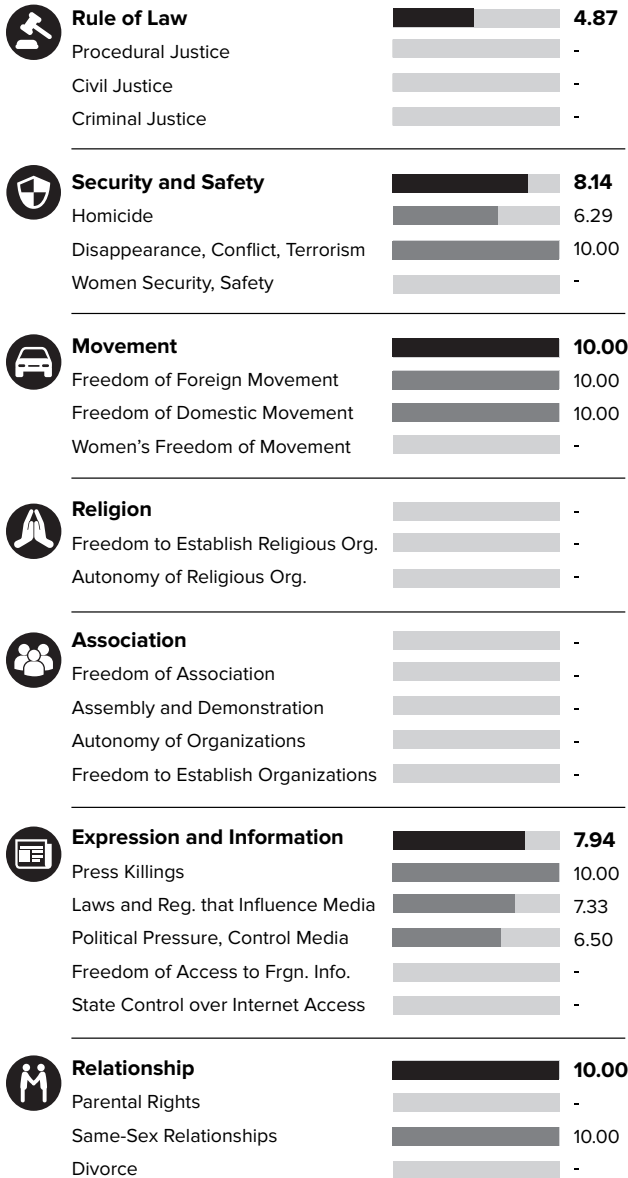 Rule of Law 4.87
Procedural Justice -
Civil Justice -
Criminal Justice -
Security and Safety 8.14
Homicide 6.29
Disappearance, Conflict, Terrorism 10.00
Women Security, Safety -
Movement 10.00
Freedom of Foreign Movement 10.00
Freedom of Domestic Movement 10.00
Women’s Freedom of Movement -
Religion -
Freedom to Establish Religious Org. -
Autonomy of Religious Org. -
Association -
Freedom of Association -
Assembly and Demonstration -
Autonomy of Organizations -
Freedom to Establish Organizations -
Expression and Information 7.94
Press Killings 10.00
Laws and Reg. that Influence Media 7.33
Political Pressure, Control Media 6.50
Freedom of Access to Frgn. Info. -
State Control over Internet Access -
Relationship 10.00
Parental Rights -
Same-Sex Relationships 10.00
Divorce -